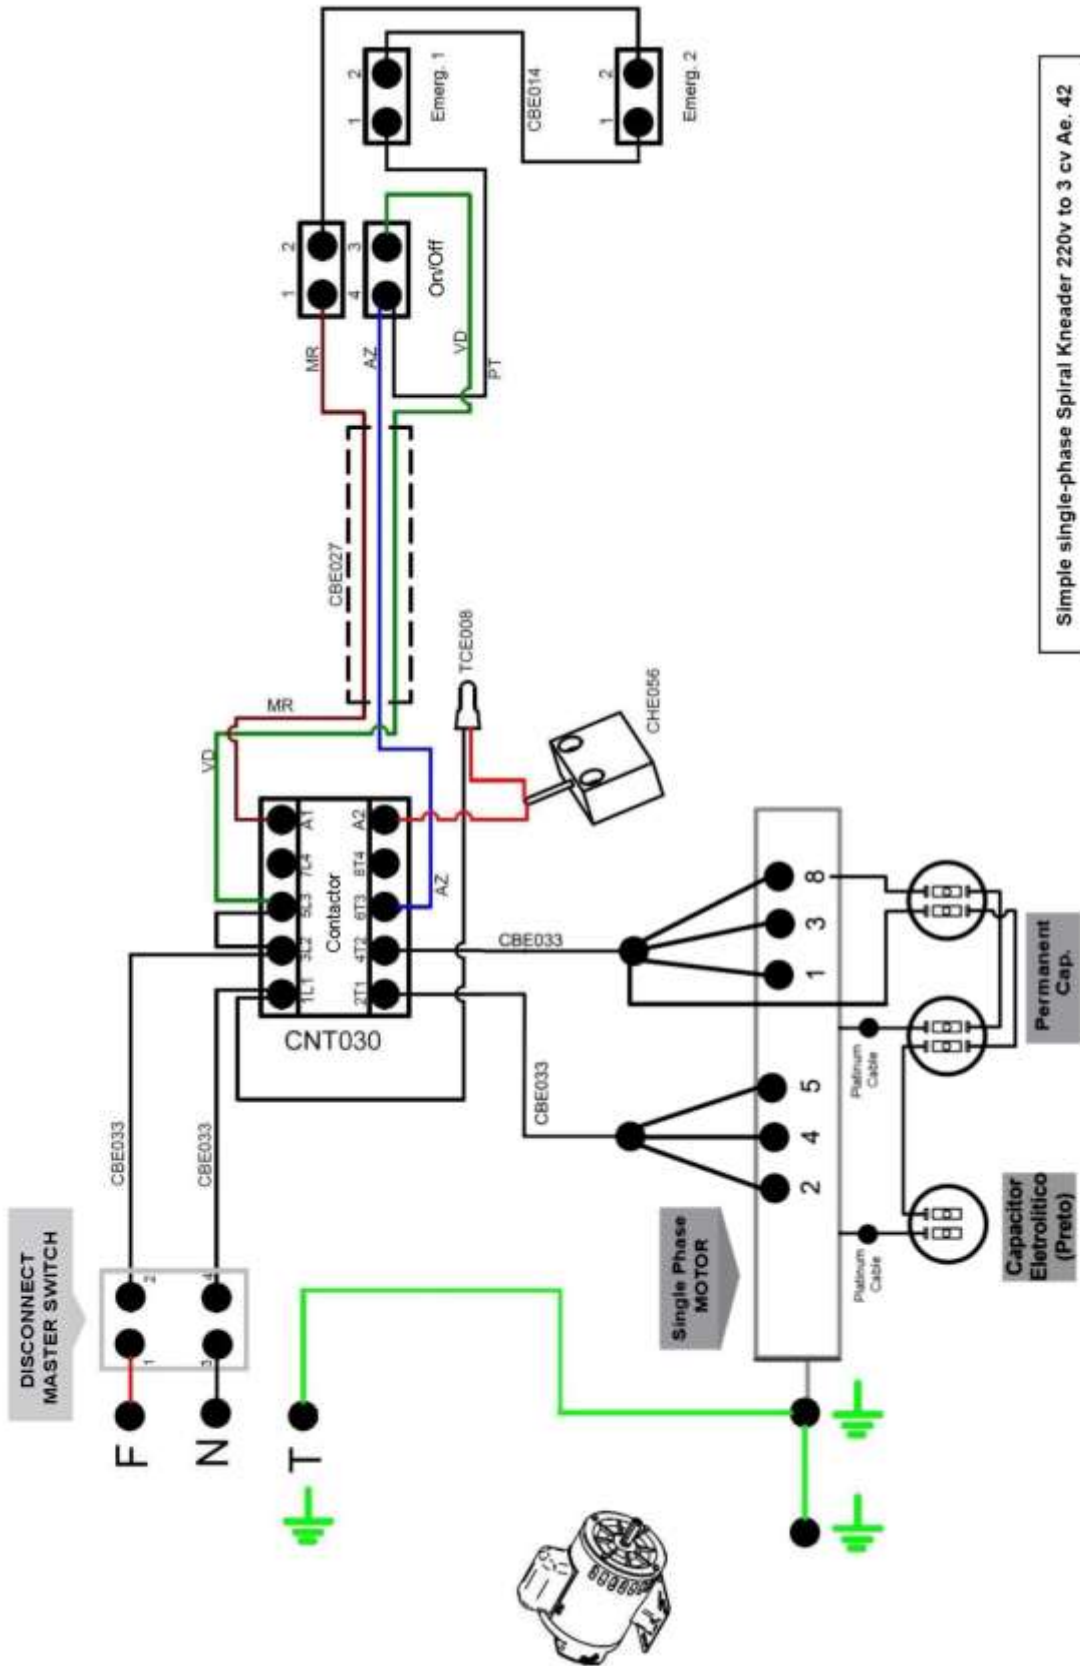 DISCONNECT
MASTER SWITCH
F
N
T
1
2
3
4
CBE033
CBE033
CNT030
Contactor
1L1
3L2
5L3
7L4
A1
2T1
4T2
6T3
8T4
A2
VD
MR
AZ
CBE027
MR
AZ
VD
PT
1
2
4
3
On/Off
1
2
Emerg. 1
CBE014
1
2
Emerg. 2
TCE008
CHE056
CBE033
CBE033
Single Phase
MOTOR
2
4
5
1
3
8
Platinum
Cable
Platinum
Cable
Capacitor
Eletrolítico
(Preto)
Permanent
Cap.
Simple single-phase Spiral Kneader 220v to 3 cv Ae. 42